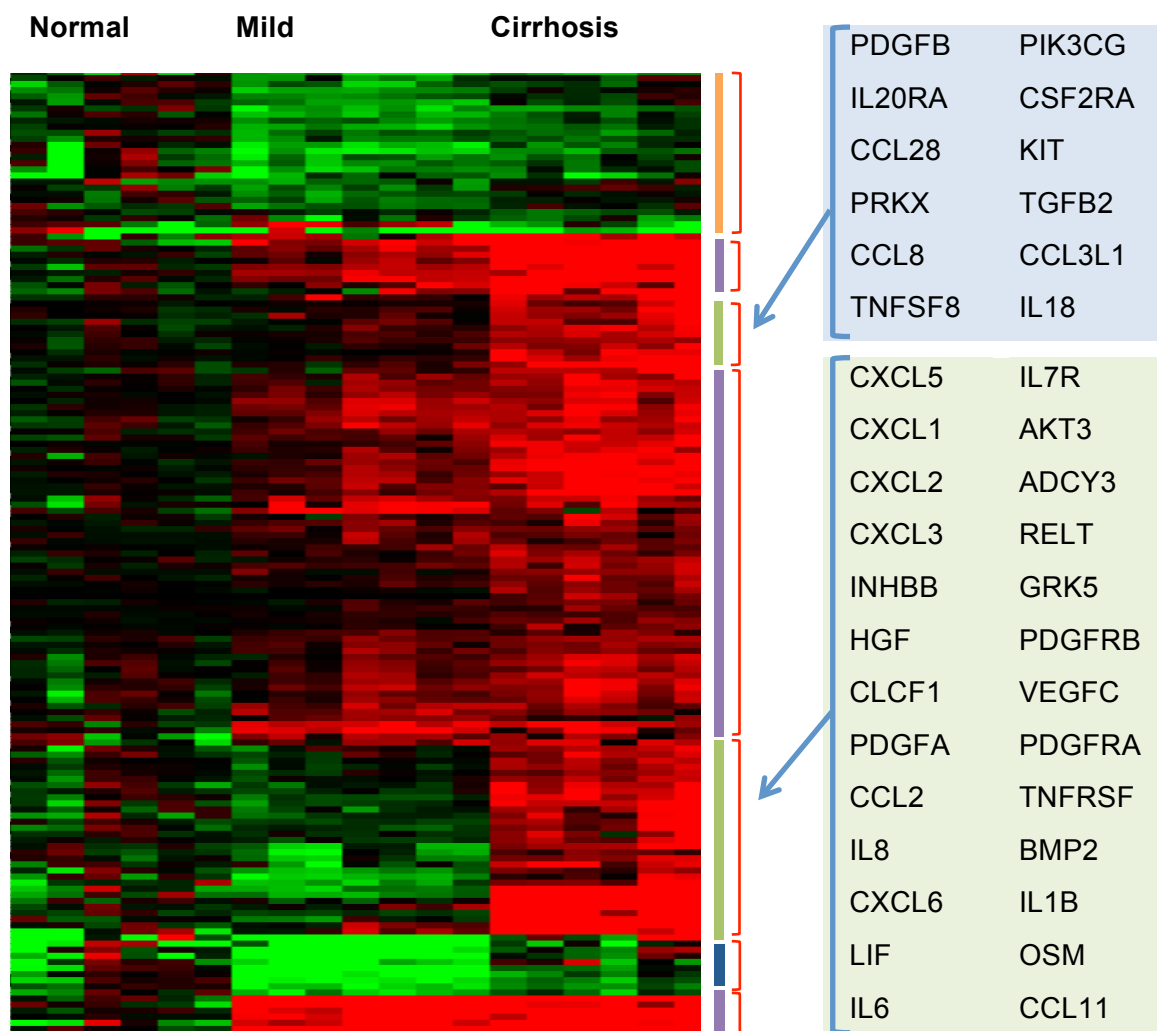 Normal Mild Cirrhosis
PDGFB PIK3CG
IL20RA CSF2RA
CCL28 KIT
PRKX TGFB2
CCL8 CCL3L1
TNFSF8 IL18
CXCL5 IL7R
CXCL1 AKT3
CXCL2 ADCY3
CXCL3 RELT
INHBB GRK5
HGF PDGFRB
CLCF1 VEGFC
PDGFA PDGFRA
CCL2 TNFRSF
IL8 BMP2
CXCL6 IL1B
LIF OSM
IL6 CCL11